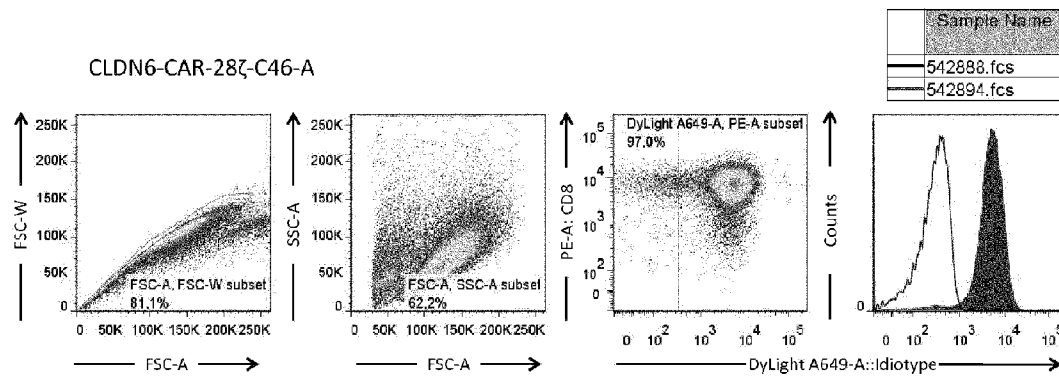 Sample Name
542888.fcs
542894.fcs
CLDN6-CAR-28ζ-C46-A
FSC-W
250K
200K
150K
100K
50K
0
FSC-A, FSC-W subset
81,1%
0 50K 100K 150K 200K 250K
FSC-A
SSC-A
250K
200K
150K
100K
50K
0
FSC-A, SSC-A subset
62,2%
0 50K 100K 150K 200K 250K
FSC-A
PE-A: CD8
10^5
10^4
10^3
10^2
0
DyLight A649-A, PE-A subset
97,0%
0 10^2 10^3 10^4 10^5
Counts
0
0 10^2 10^3 10^4 10^5
DyLight A649-A::Idiotype